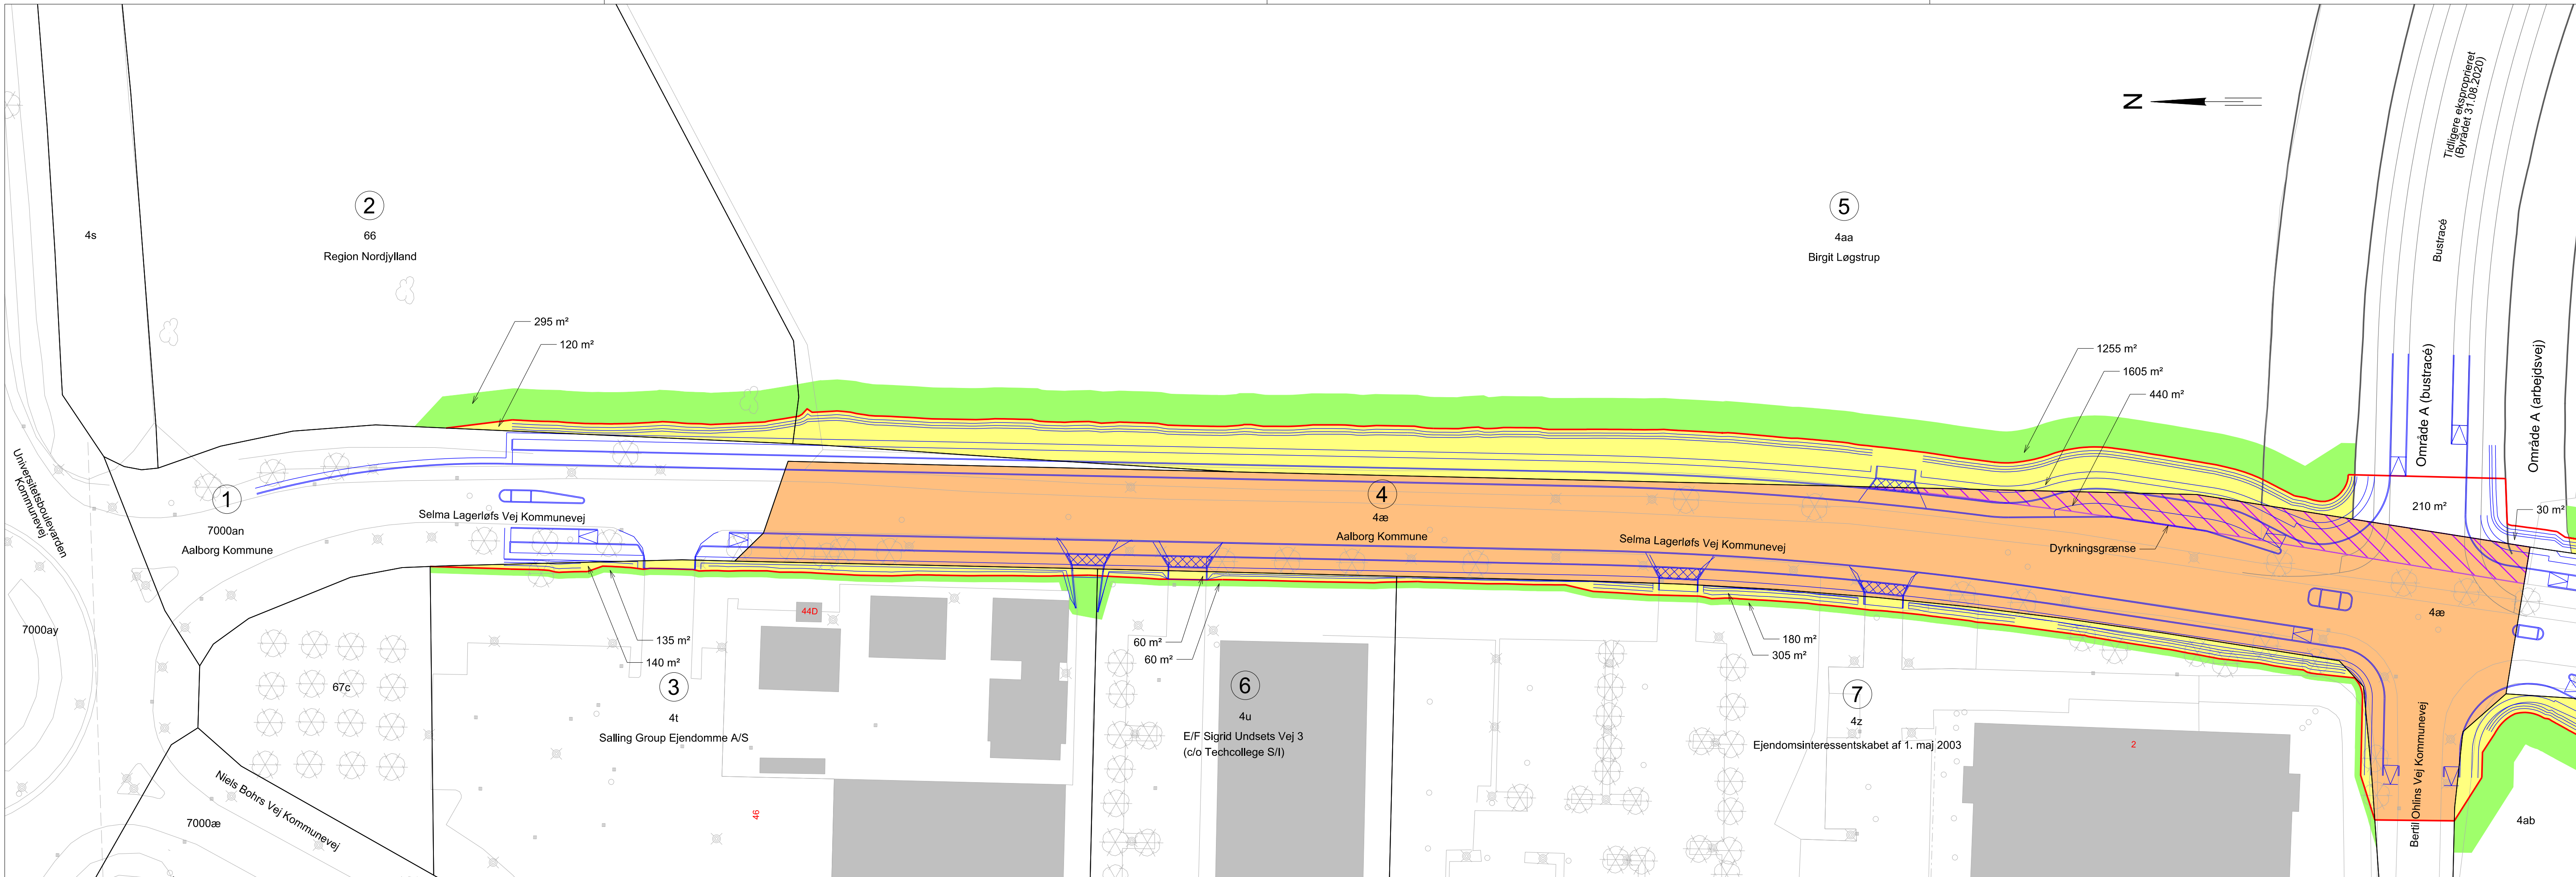 Tidligere eksproprieret
(Byrådet 31.08.2020)
N
2
66
Region Nordjylland
5
4aa
Birgit Løgstrup
4s
Bustracé
295 m²
120 m²
1255 m²
1605 m²
440 m²
Område A (bustracé)
Område A (arbejdsvej)
Universitetsboulevarden
Kommunevej
1
7000an
Aalborg Kommune
Selma Lagerløfs Vej Kommunevej
4
4æ
Aalborg Kommune
Selma Lagerløfs Vej Kommunevej
Dyrkningsgrænse
210 m²
30 m²
4æ
7000ay
44D
135 m²
140 m²
60 m²
60 m²
180 m²
305 m²
67c
3
4t
Salling Group Ejendomme A/S
6
4u
E/F Sigrid Undsets Vej 3
(c/o Techcollege S/I)
7
4z
Ejendomsinteressentskabet af 1. maj 2003
2
Bertil Ohlins Vej Kommunevej
Niels Bohrs Vej Kommunevej
7000æ
46
4ab